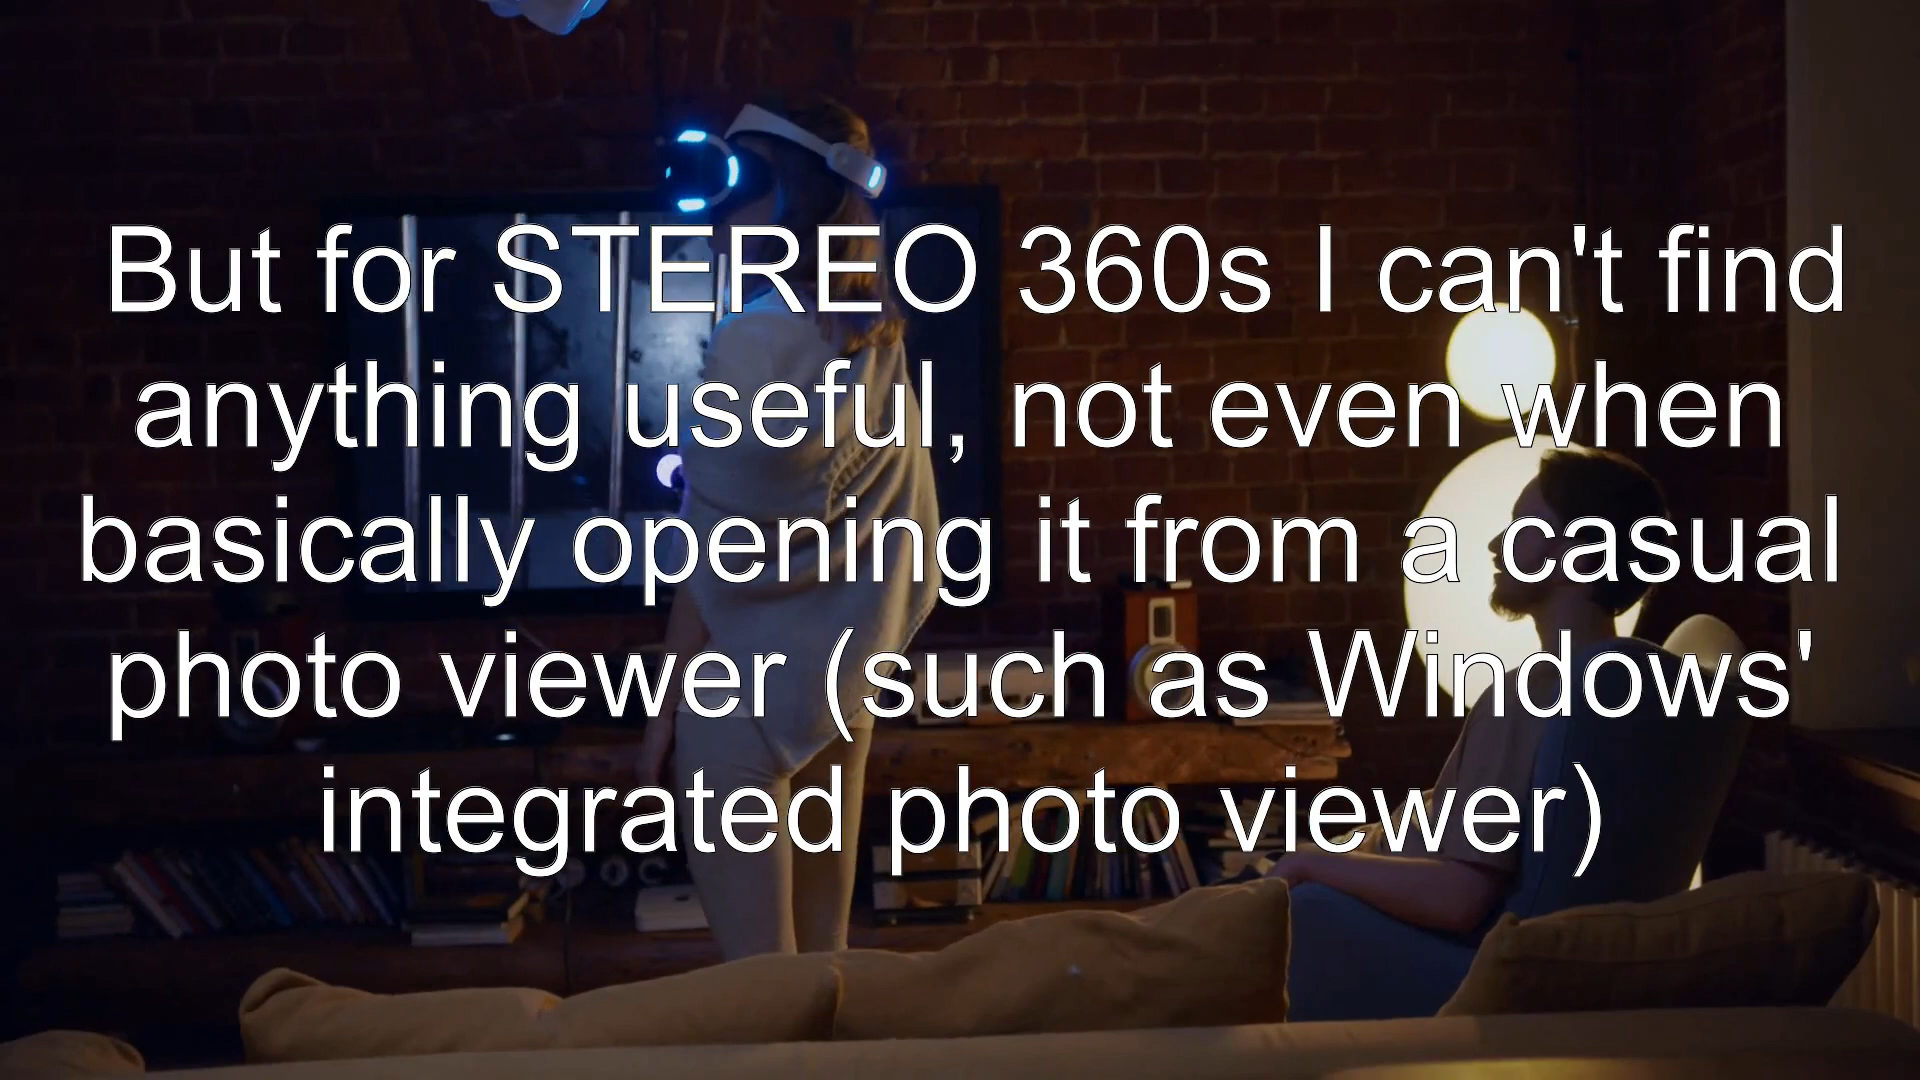 But for STEREO 360s I can't find
anything useful, not even when
basically opening it from a casual
photo viewer (such as Windows'
integrated photo viewer)